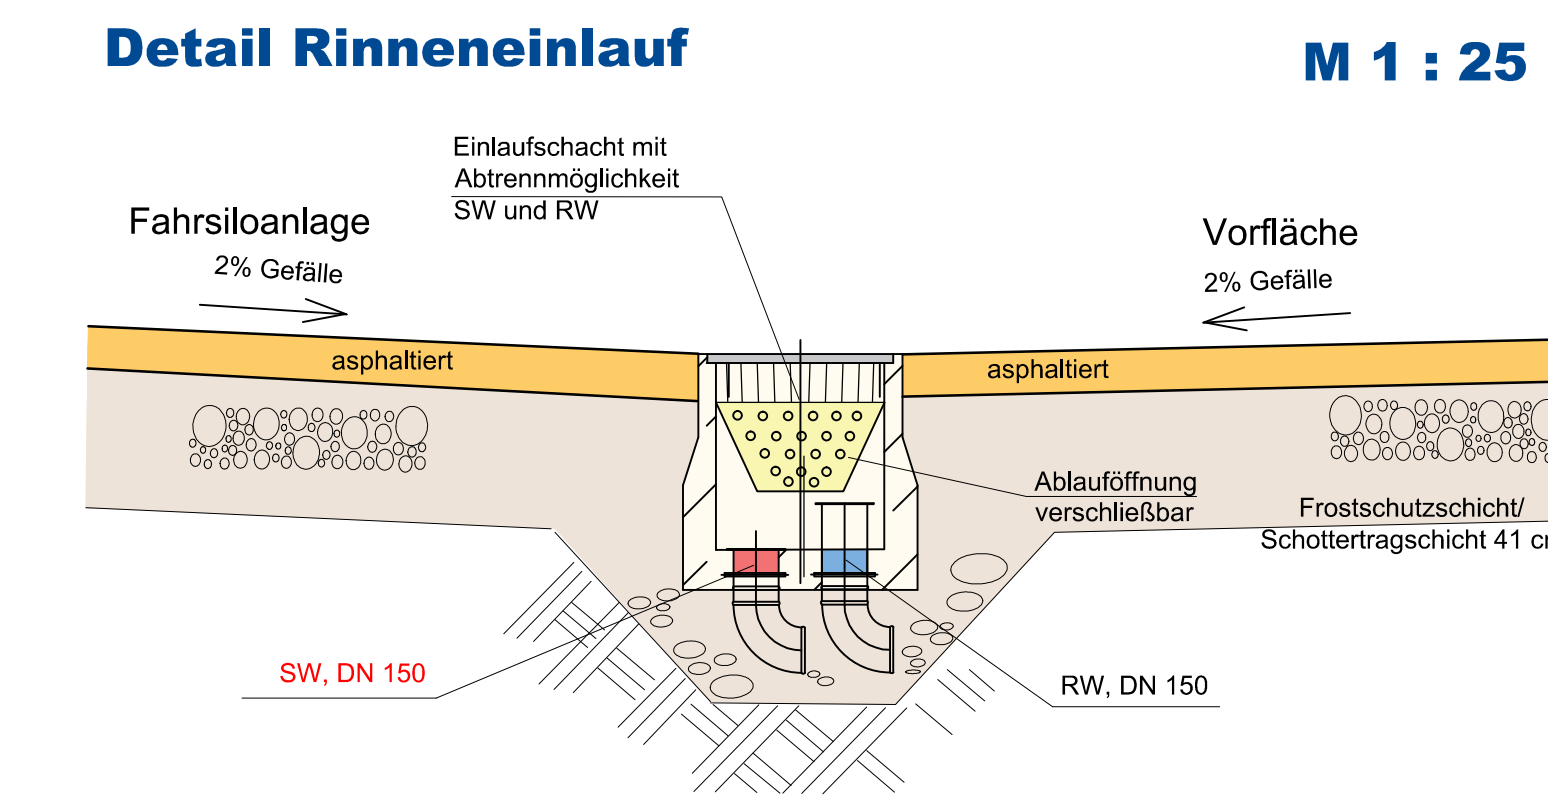 Detail Rinneneinlauf
M 1 : 25
Einlaufschacht mit
Abtrennmöglichkeit
SW und RW
Fahrsiloanlage
2% Gefälle
Vorfläche
2% Gefälle
asphaltiert
asphaltiert
Ablauföffnung
verschließbar
Frostschutzschicht/
Schottertragschicht 41
SW, DN 150
RW, DN 150